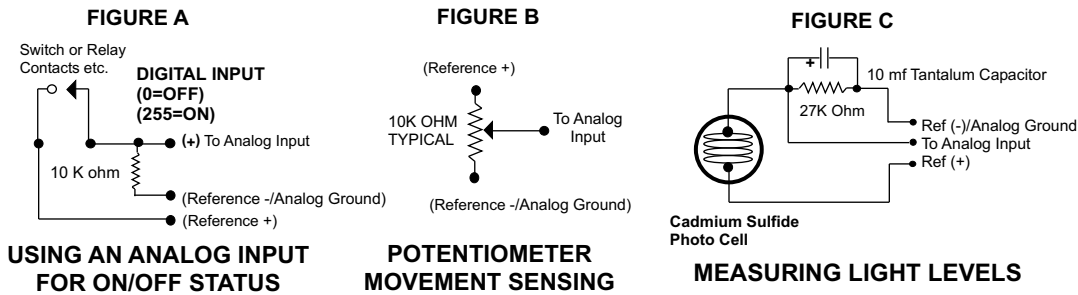 FIGURE A
Switch or Relay
Contacts etc.
DIGITAL INPUT
(0=OFF)
(255=ON)
(+) To Analog Input
10 K ohm
(Reference -/Analog Ground)
(Reference +)
USING AN ANALOG INPUT
FOR ON/OFF STATUS
FIGURE B
(Reference +)
10K OHM
TYPICAL
To Analog
Input
(Reference -/Analog Ground)
POTENTIOMETER
MOVEMENT SENSING
FIGURE C
+
10 mf Tantalum Capacitor
27K Ohm
Ref (-)/Analog Ground
To Analog Input
Ref (+)
Cadmium Sulfide
Photo Cell
MEASURING LIGHT LEVELS